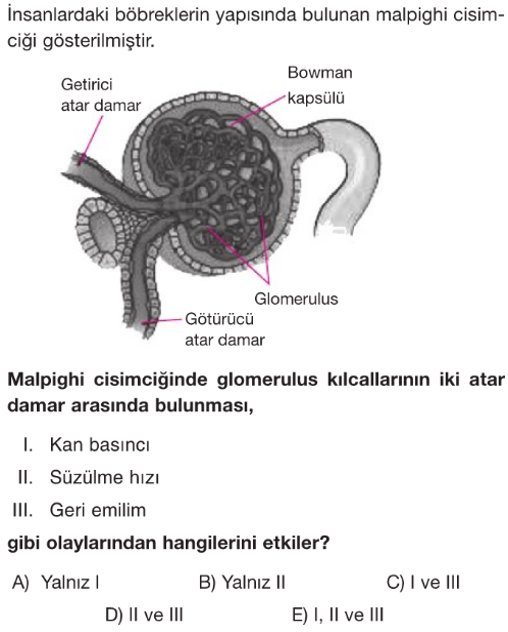 İnsanlardaki böbreklerin yapısında bulunan malpighi cisim-
ciği gösterilmiştir.
Getirici
atar damar
Bowman
kapsülü
Glomerulus
Götürücü
atar damar
Malpighi cisimciğinde glomerulus kılcallarının iki atar
damar arasında bulunması,
I. Kan basıncı
II. Süzülme hızı
III. Geri emilim
gibi olaylarından hangilerini etkiler?
A) Yalnız I B) Yalnız II C) I ve III
D) II ve III E) I, II ve III